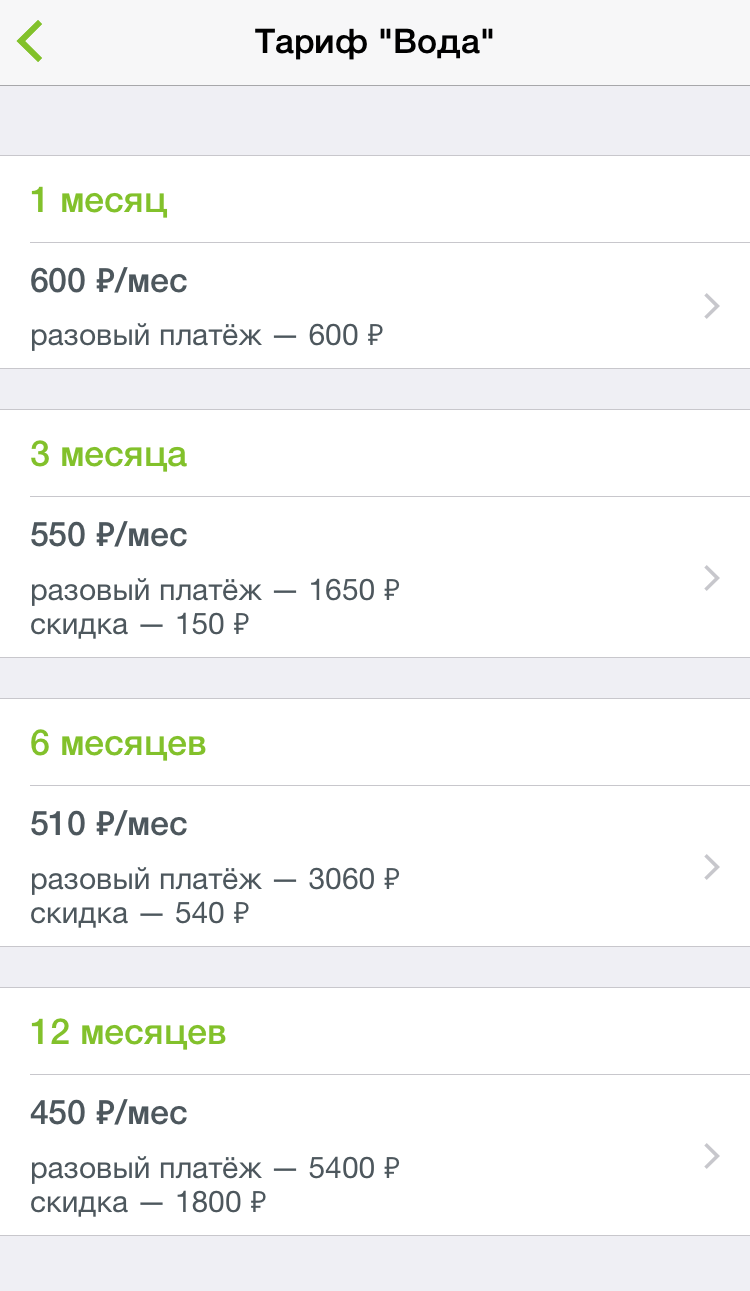 Тариф "Вода"
1 месяц
600 ₽/мес
разовый платёж — 600 ₽
3 месяца
550 ₽/мес
разовый платёж — 1650 ₽
скидка — 150 ₽
6 месяцев
510 ₽/мес
разовый платёж — 3060 ₽
скидка — 540 ₽
12 месяцев
450 ₽/мес
разовый платёж — 5400 ₽
скидка — 1800 ₽